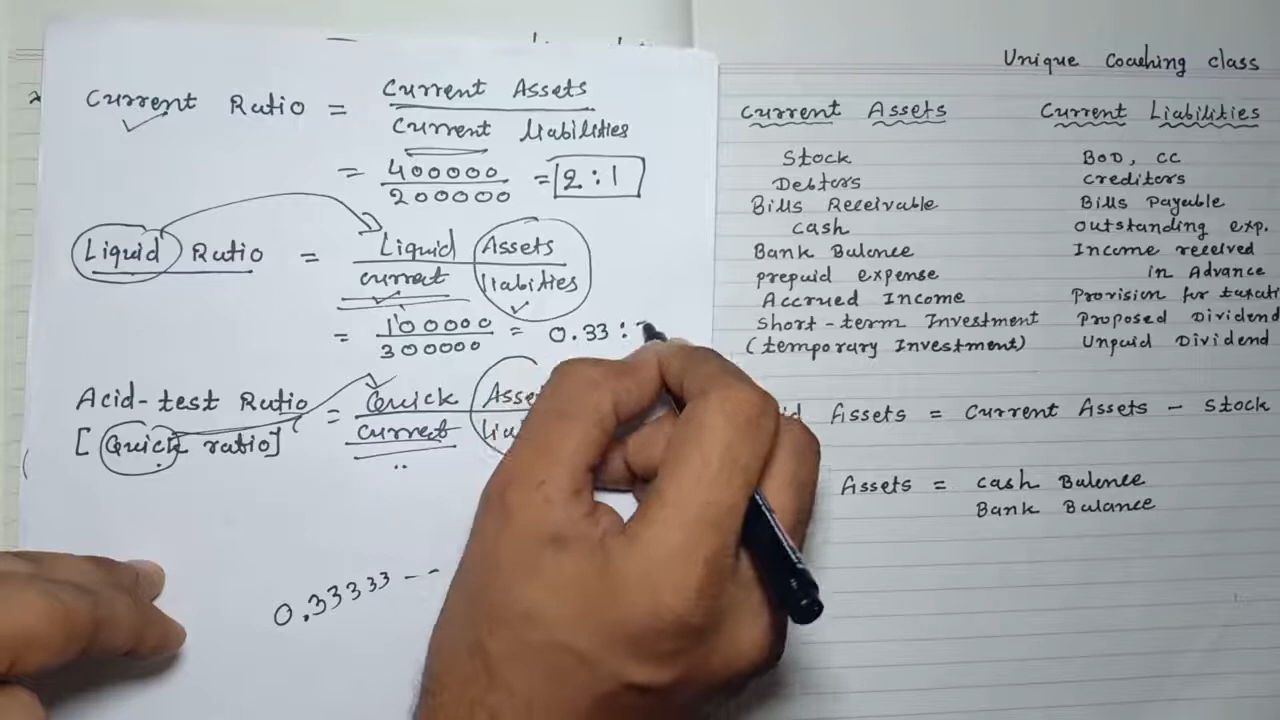 Current Ratio = Current Assets
Current liabilities
= 400000
200000
= 2 : 1
Liquid Ratio = Liquid Assets
current liabities
= 100000
300000
= 0.33 :
Acid-test Ratio
[Quick ratio]
= Quick
current
0.33333 --
Unique Coaching class
Current Assets
Stock
Debtors
Bills Receivable
cash
Bank Balance
prepaid expense
Accrued Income
Short-term Investment
(temporary Investment)
Current Liabilities
BOD, CC
creditors
Bills Payable
outstanding exp.
Income received
in Advance
Provision for
Proposed Dividend
Unpaid Dividend
Assets = Current Assets - Stock
Assets = cash Balance
Bank Balance